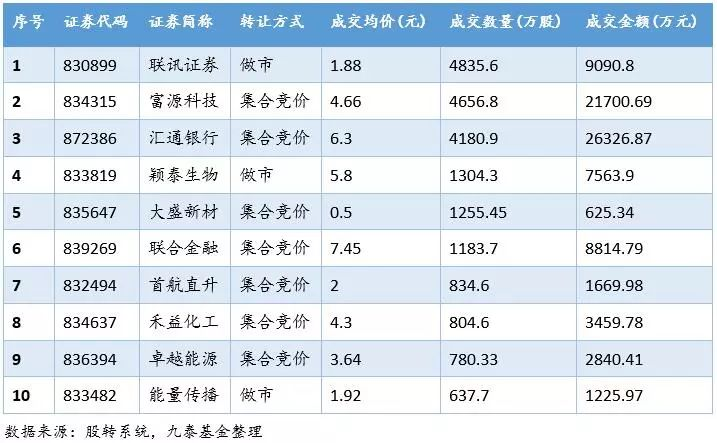 序号 证券代码 证券简称 转让方式 成交均价(元) 成交数量(万股) 成交金额(万元)
1 830899 联讯证券 做市 1.88 4835.6 9090.8
2 834315 富源科技 集合竞价 4.66 4656.8 21700.69
3 872386 汇通银行 集合竞价 6.3 4180.9 26326.87
4 833819 颖泰生物 做市 5.8 1304.3 7563.9
5 835647 大盛新材 集合竞价 0.5 1255.45 625.34
6 839269 联合金融 集合竞价 7.45 1183.7 8814.79
7 832494 首航直升 集合竞价 2 834.6 1669.98
8 834637 禾益化工 集合竞价 4.3 804.6 3459.78
9 836394 卓越能源 集合竞价 3.64 780.33 2840.41
10 833482 能量传播 做市 1.92 637.7 1225.97
数据来源：股转系统，九泰基金整理